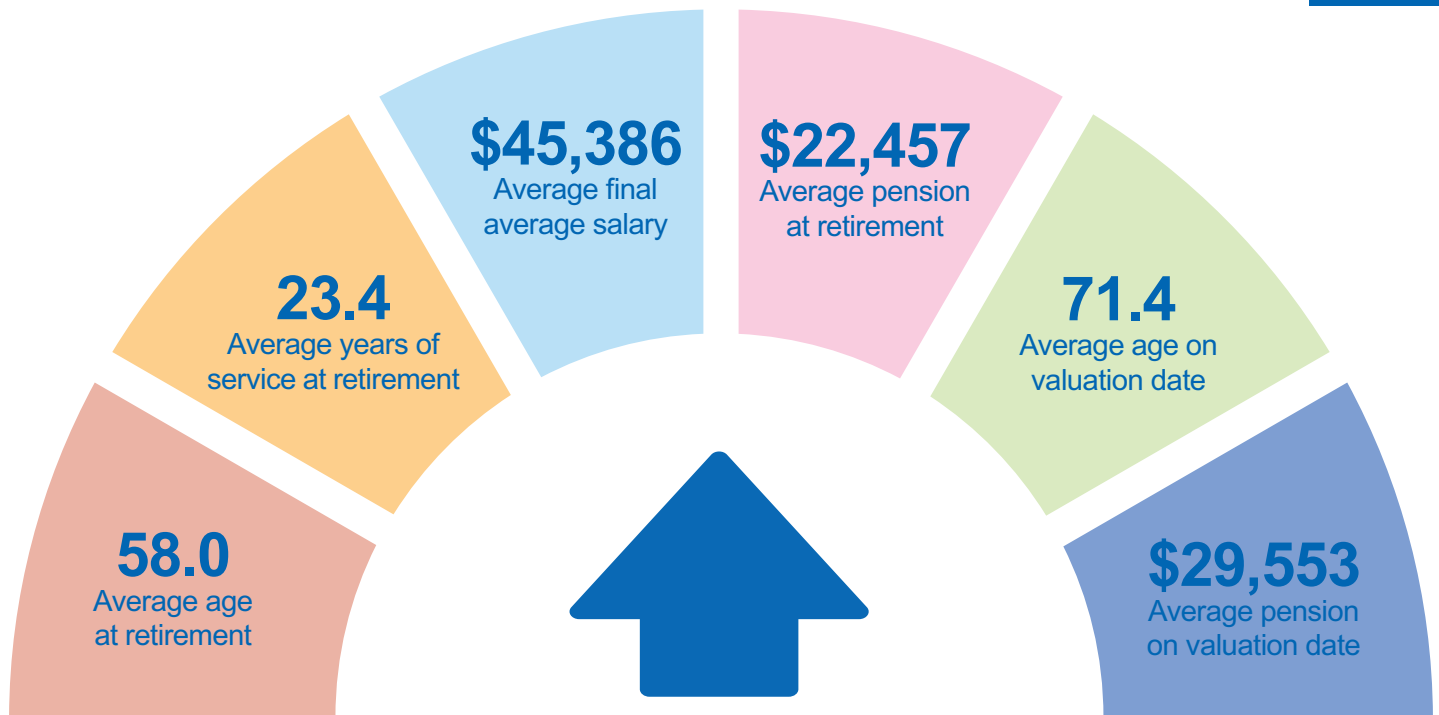 58.0
Average age
at retirement
23.4
Average years of
service at retirement
$45,386
Average final
average salary
$22,457
Average pension
at retirement
71.4
Average age on
valuation date
$29,553
Average pension
on valuation date